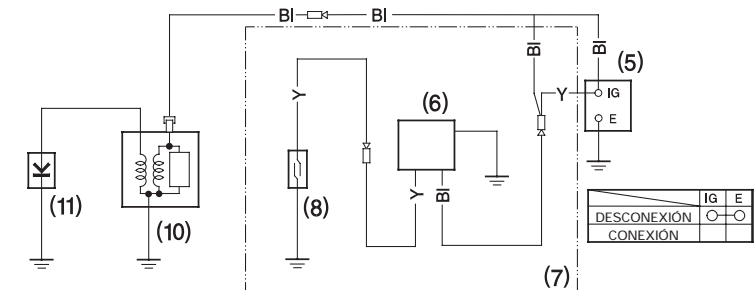 Bl Bl
Bl Bl
(5)
Y
(6)
Y
IG
E
(11)
(10)
(8)
Y
Bl
(7)
IG E
DESCONEXIÓN
CONEXIÓN